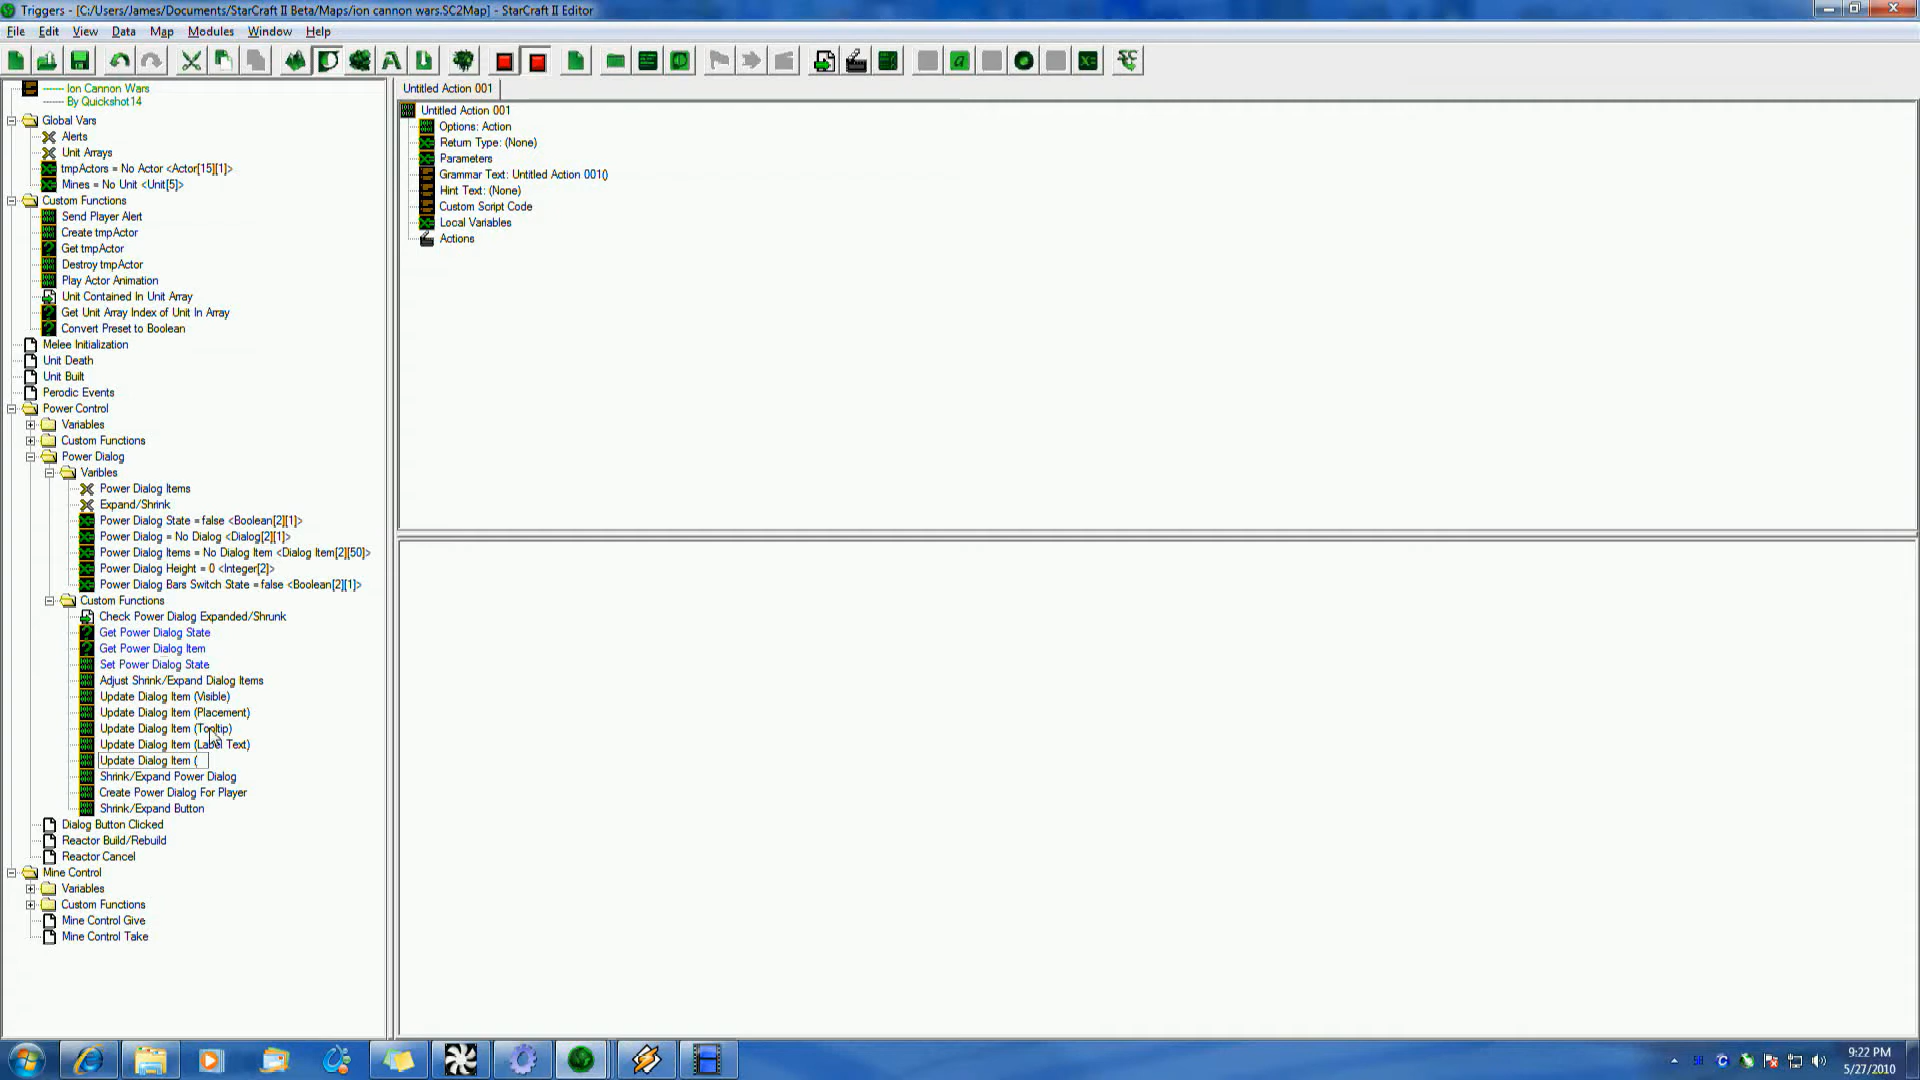 Triggers - [C:/Users/James/Documents/StarCraft II Beta/Maps/ion cannon wars.SC2Map] - StarCraft II Editor
File Edit View Data Map Modules Window Help
------ Ion Cannon Wars
------ By Quickshot14
Global Vars
Alerts
Unit Arrays
tmpActors = No Actor <Actor[15][1]>
Mines = No Unit <Unit[5]>
Custom Functions
Send Player Alert
Create tmpActor
Get tmpActor
Destroy tmpActor
Play Actor Animation
Unit Contained In Unit Array
Get Unit Array Index of Unit In Array
Convert Preset to Boolean
Melee Initialization
Unit Death
Unit Built
Perodic Events
Power Control
Variables
Custom Functions
Power Dialog
Varibles
Power Dialog Items
Expand/Shrink
Power Dialog State = false <Boolean[2][1]>
Power Dialog = No Dialog <Dialog[2][1]>
Power Dialog Items = No Dialog Item <Dialog Item[2][50]>
Power Dialog Height = 0 <Integer[2]>
Power Dialog Bars Switch State = false <Boolean[2][1]>
Custom Functions
Check Power Dialog Expanded/Shrunk
Get Power Dialog State
Get Power Dialog Item
Set Power Dialog State
Adjust Shrink/Expand Dialog Items
Update Dialog Item (Visible)
Update Dialog Item (Placement)
Update Dialog Item (Tooltip)
Update Dialog Item (Label Text)
Update Dialog Item (
Shrink/Expand Power Dialog
Create Power Dialog For Player
Shrink/Expand Button
Dialog Button Clicked
Reactor Build/Rebuild
Reactor Cancel
Mine Control
Variables
Custom Functions
Mine Control Give
Mine Control Take
Untitled Action 001
Untitled Action 001
Options: Action
Return Type: (None)
Parameters
Grammar Text: Untitled Action 001()
Hint Text: (None)
Custom Script Code
Local Variables
Actions
9:22 PM
5/27/2010